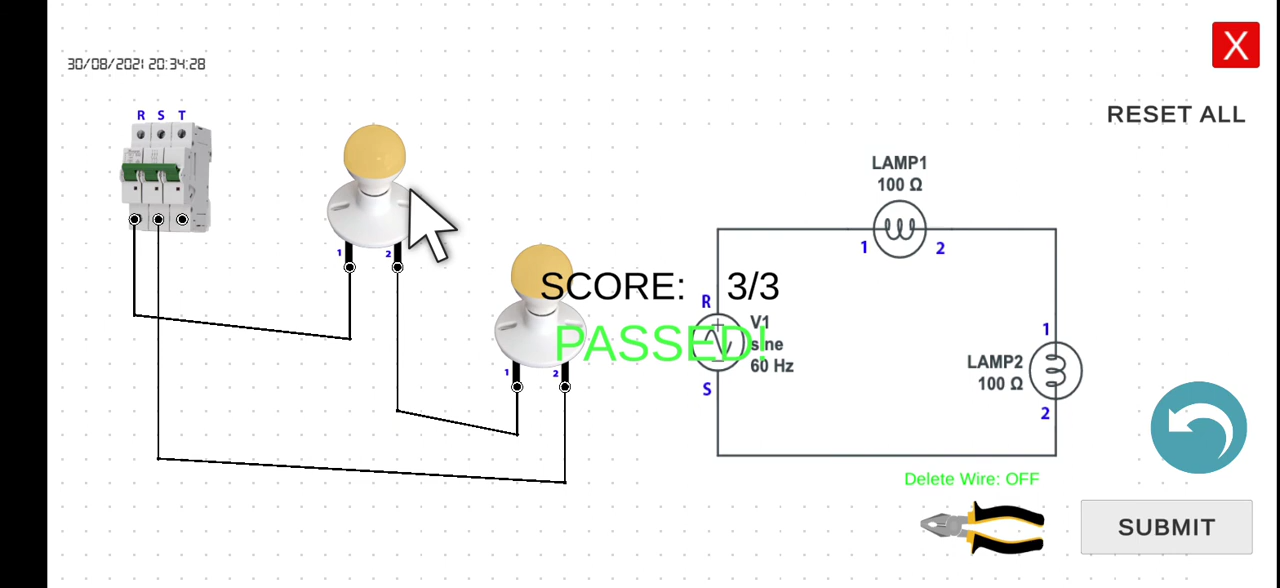 30/08/2021 20:34:28
X
RESET ALL
R S T
1 2
1 2
SCORE: 3/3
PASSED!
LAMP1
100 Ω
1 2
R
V1
sine
60 Hz
S
1
LAMP2
100 Ω
2
Delete Wire: OFF
SUBMIT